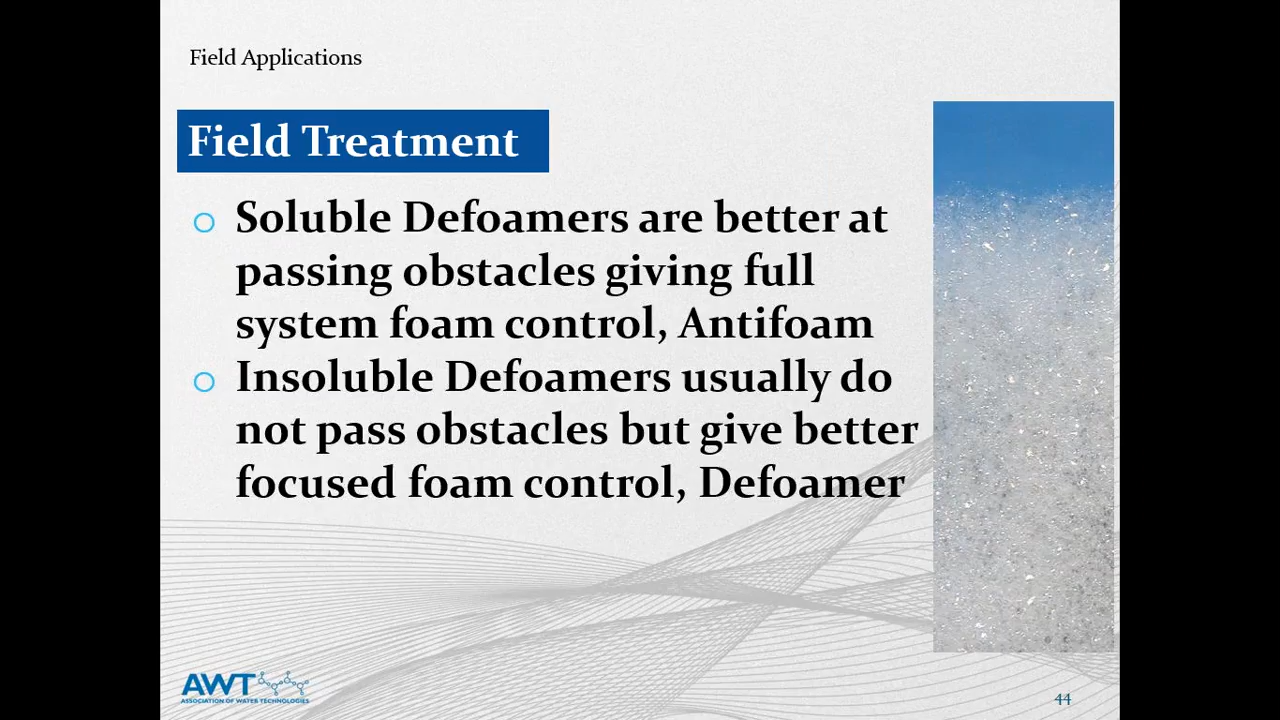 Field Applications
Field Treatment
Soluble Defoamers are better at
passing obstacles giving full
system foam control, Antifoam
Insoluble Defoamers usually do
not pass obstacles but give better
focused foam control, Defoamer
AWT
ASSOCIATION OF WATER TECHNOLOGIES
44